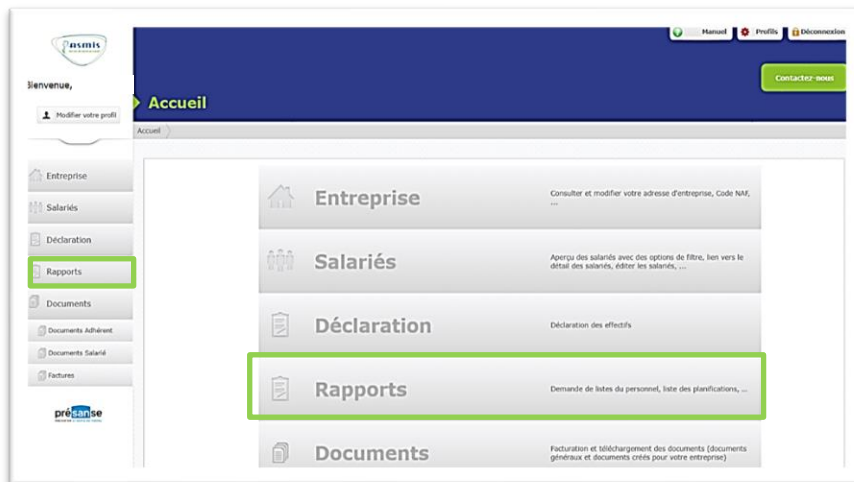 asmis
Bienvenue,
Modifier votre profil
Manuel
Profils
Déconnexion
Contactez-nous
Accueil
Accueil
Entreprise
Salariés
Déclaration
Rapports
Documents
Documents Adhérent
Documents Salarié
Factures
présanse
Entreprise
Consulter et modifier votre adresse d'entreprise, Code NAF,
...
Salariés
Aperçu des salariés avec des options de filtre, lien vers le
détail des salariés, éditer les salariés, ...
Déclaration
Déclaration des effectifs
Rapports
Demande de listes du personnel, liste des planifications, ...
Documents
Facturation et téléchargement des documents (documents
généraux et documents créés pour votre entreprise)